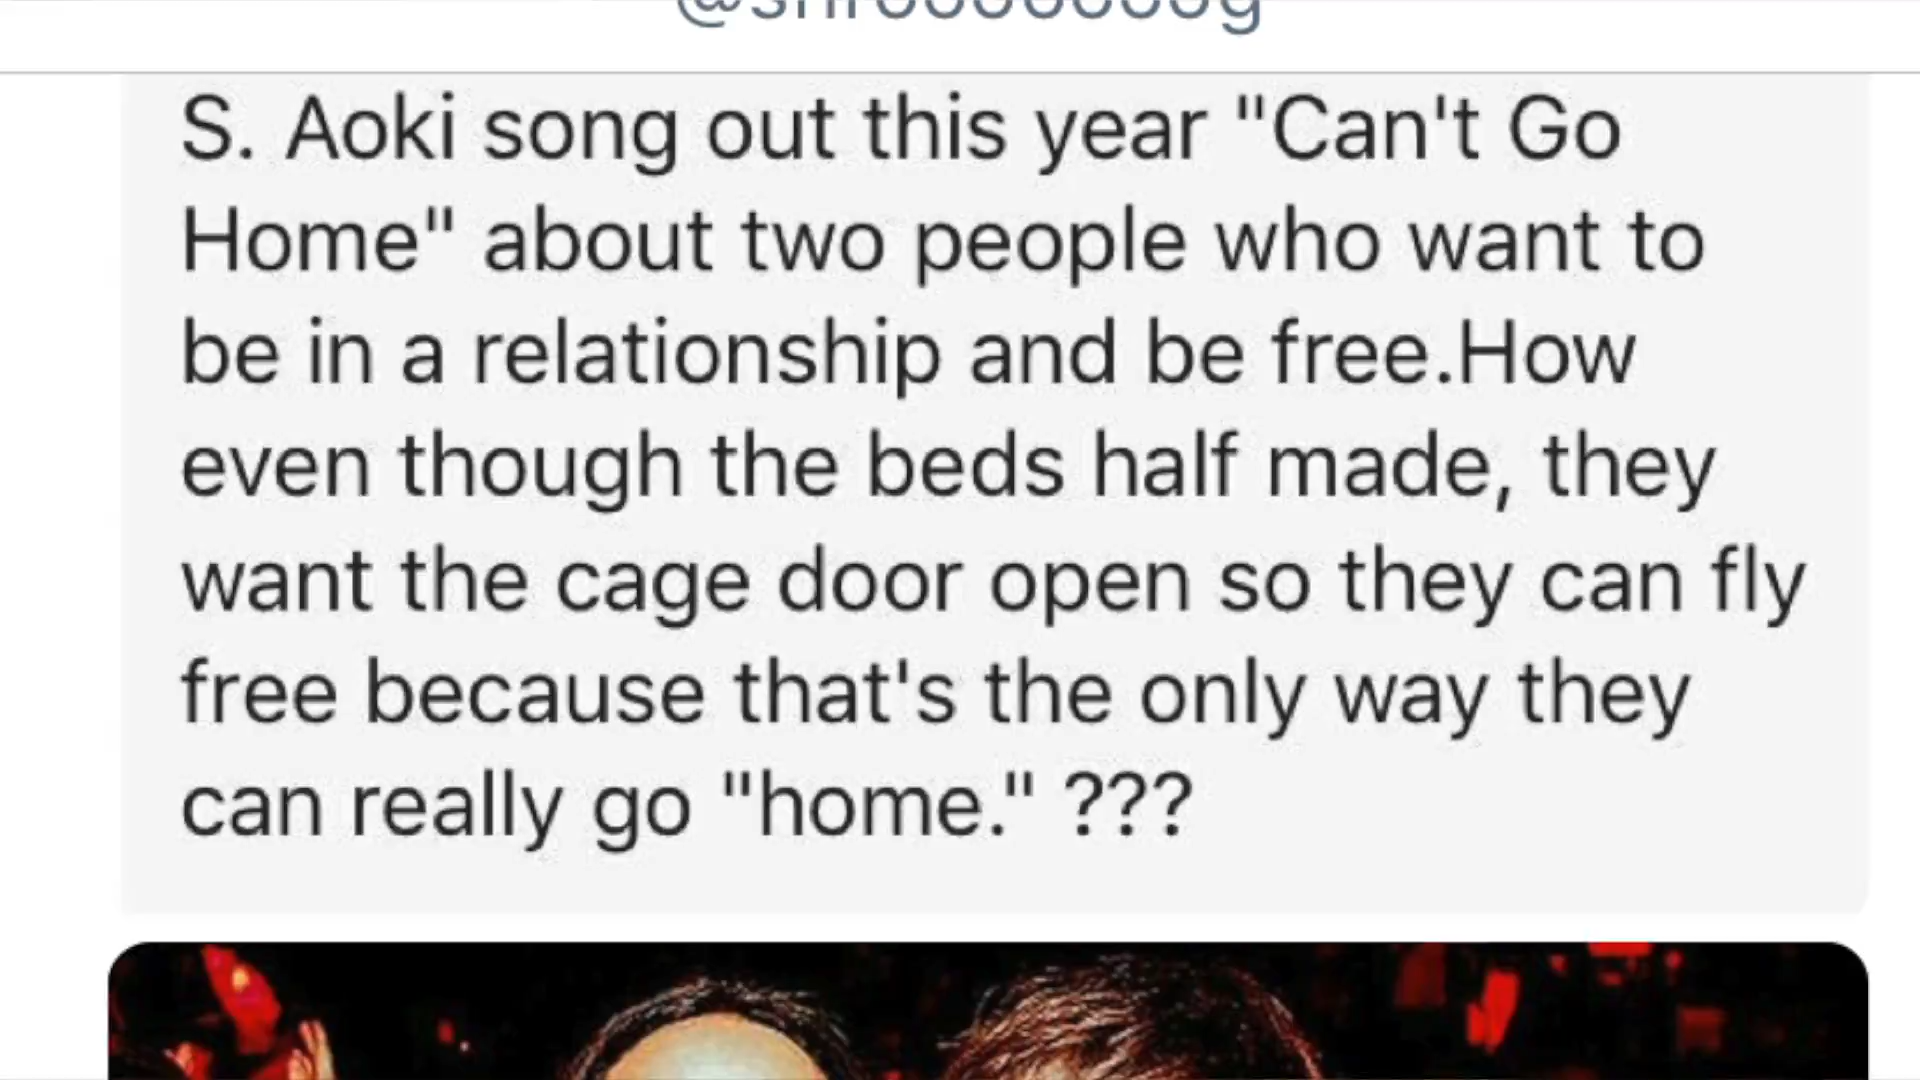 S. Aoki song out this year "Can't Go
Home" about two people who want to
be in a relationship and be free.How
even though the beds half made, they
want the cage door open so they can fly
free because that's the only way they
can really go "home." ???